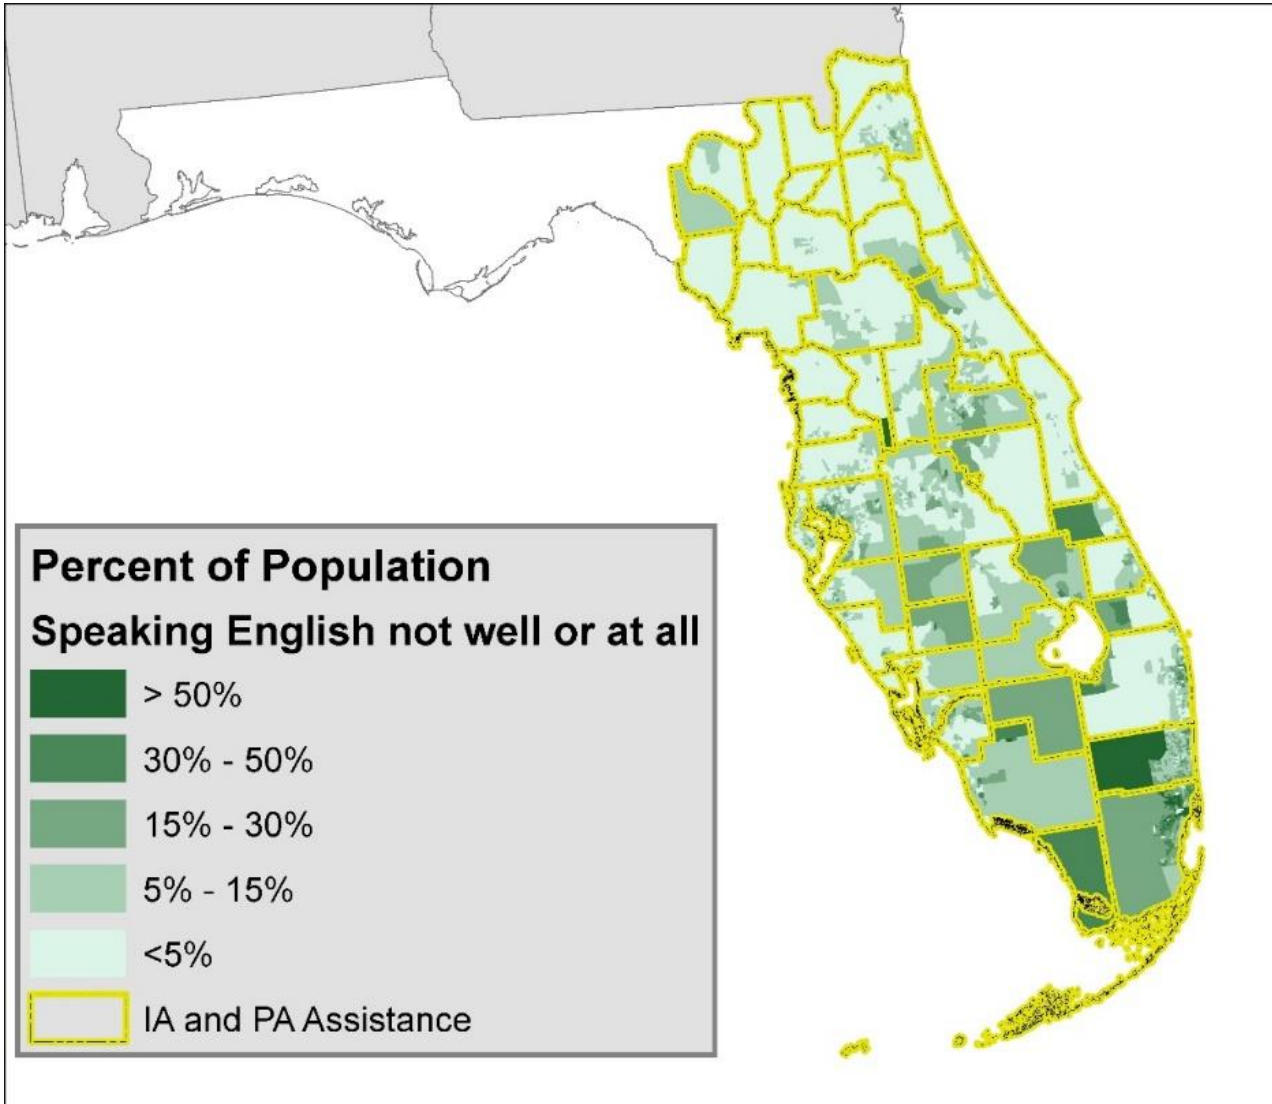 Percent of Population
Speaking English not well or at all
> 50%
30% - 50%
15% - 30%
5% - 15%
<5%
IA and PA Assistance